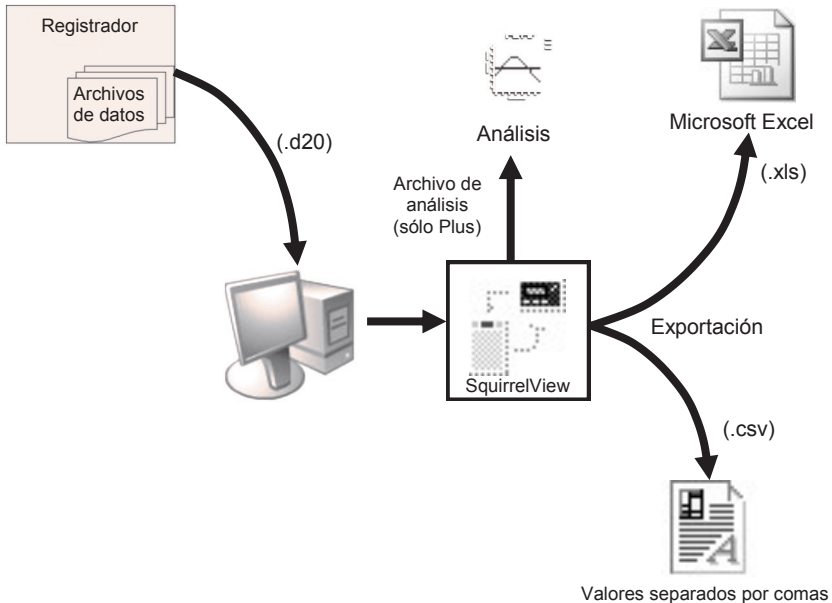 Registrador
Archivos
de datos
(.d20)
Análisis
Archivo de
análisis
(sólo Plus)
Microsoft Excel
(.xls)
SquirrelView
Exportación
(.csv)
Valores separados por comas